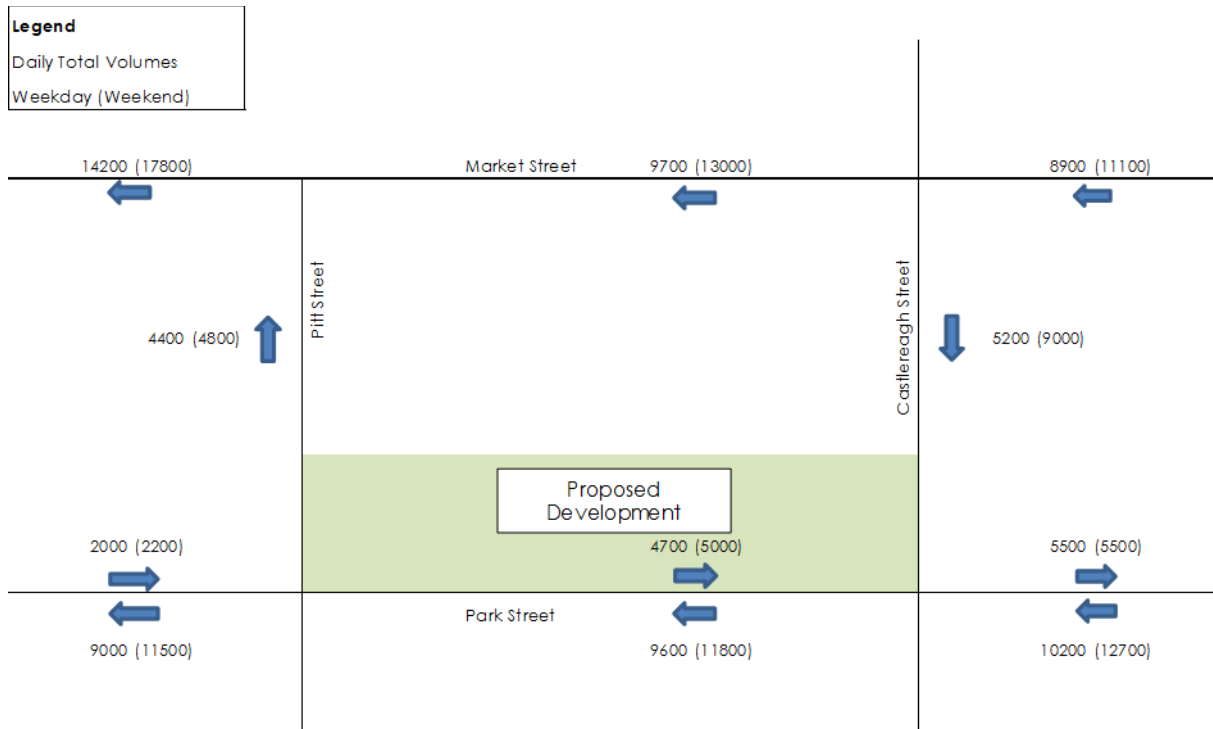 Legend
Daily Total Volumes
Weekday (Weekend)
14200 (17800)
Market Street
9700 (13000)
8900 (11100)
Pitt Street
4400 (4800)
Castlereagh Street
5200 (9000)
Proposed
Development
2000 (2200)
4700 (5000)
5500 (5500)
Park Street
9000 (11500)
9600 (11800)
10200 (12700)